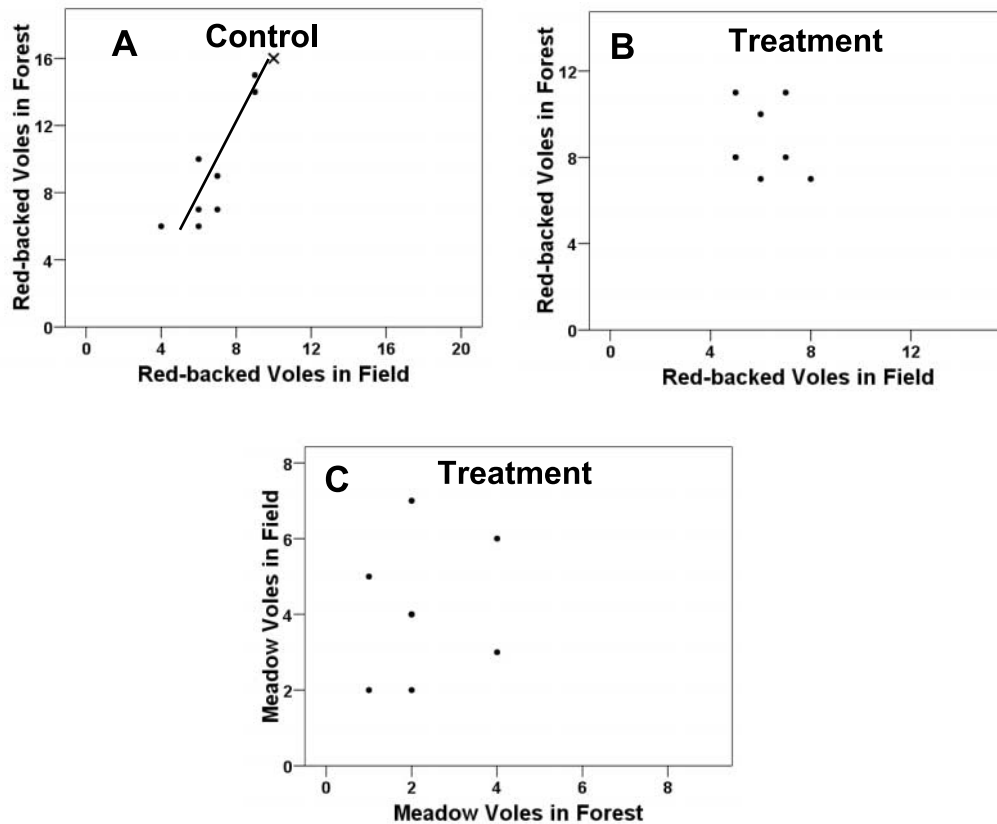 A
Control
Red-backed Voles in Forest
16
12
8
4
0
0 4 8 12 16 20
Red-backed Voles in Field
B
Treatment
Red-backed Voles in Forest
12
8
4
0
0 4 8 12
Red-backed Voles in Field
C
Treatment
Meadow Voles in Field
8
6
4
2
0
0 2 4 6 8
Meadow Voles in Forest